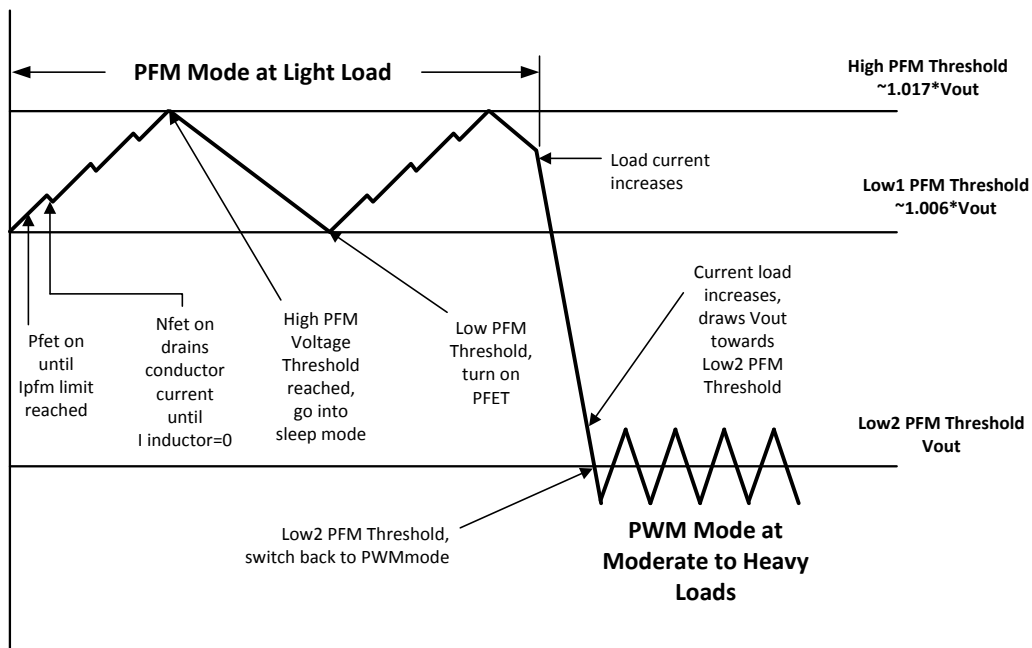 PFM Mode at Light Load
High PFM Threshold
~1.017*Vout
Load current
increases
Low1 PFM Threshold
~1.006*Vout
Pfet on
until
Ipfm limit
reached
Nfet on
drains
conductor
current
until
I inductor=0
High PFM
Voltage
Threshold
reached,
go into
sleep mode
Low PFM
Threshold,
turn on
PFET
Current load
increases,
draws Vout
towards
Low2 PFM
Threshold
Low2 PFM Threshold
Vout
Low2 PFM Threshold,
switch back to PWMmode
PWM Mode at
Moderate to Heavy
Loads